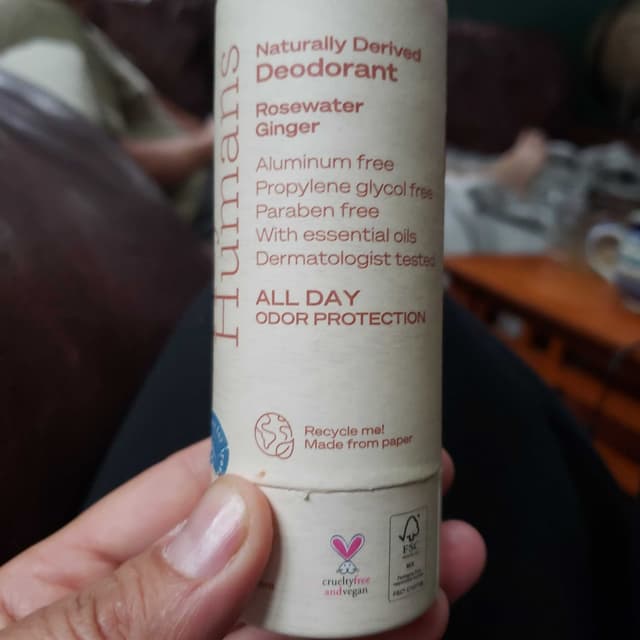 Humans
Naturally Derived
Deodorant
Rosewater
Ginger
Aluminum free
Propylene glycol free
Paraben free
With essential oils
Dermatologist tested
ALL DAY
ODOR PROTECTION
Recycle me!
Made from paper
crueltyfree
andvegan
FSC
MIX